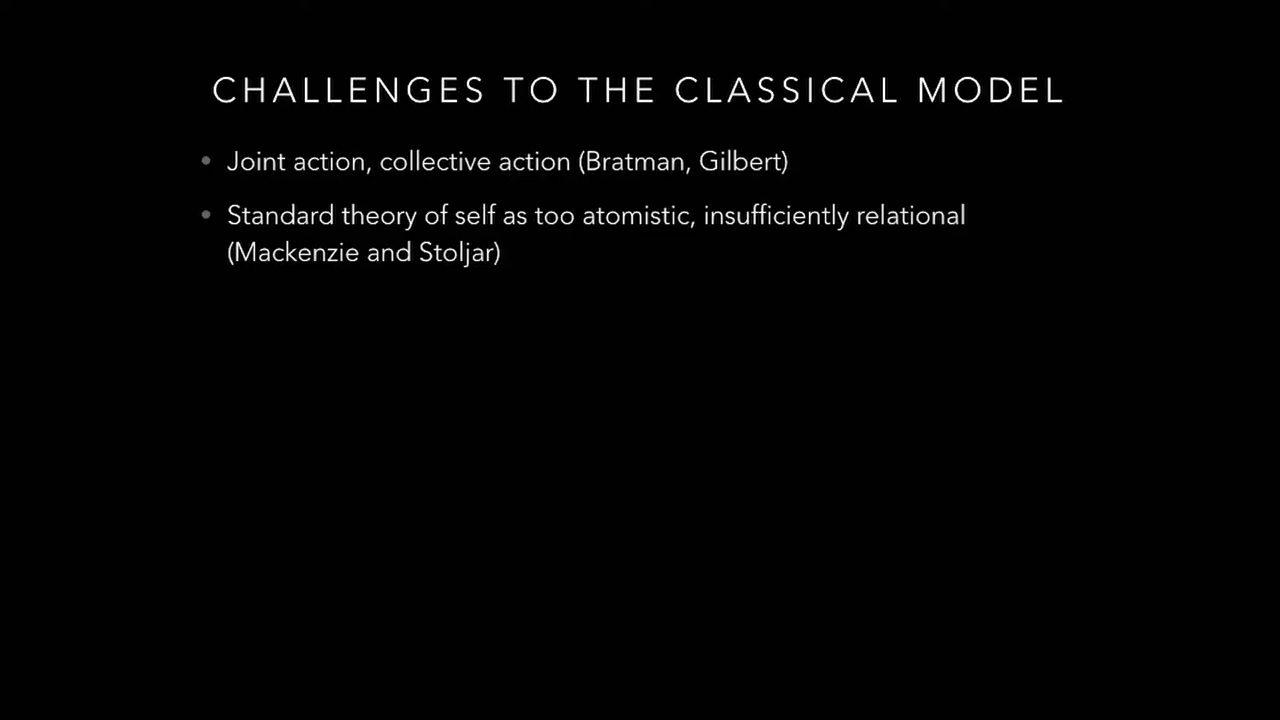 CHALLENGES TO THE CLASSICAL MODEL
• Joint action, collective action (Bratman, Gilbert)
• Standard theory of self as too atomistic, insufficiently relational
(Mackenzie and Stoljar)